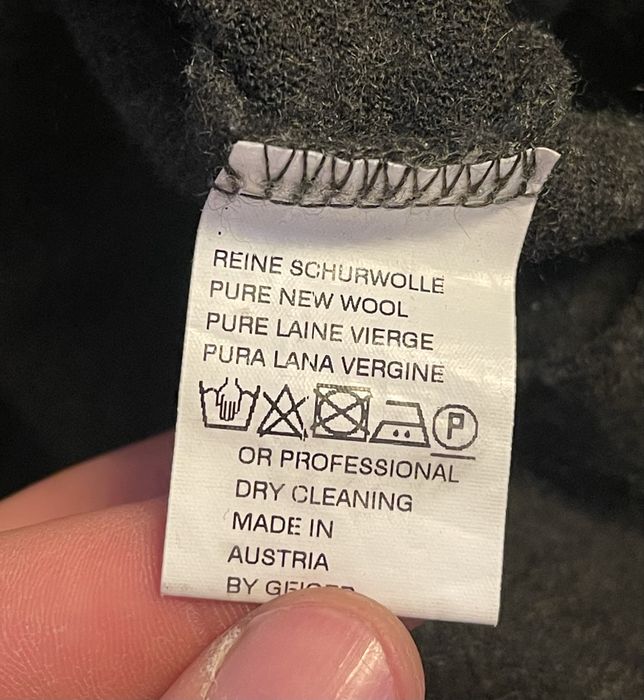 REINE SCHURWOLLE
PURE NEW WOOL
PURE LAINE VIERGE
PURA LANA VERGINE
P
OR PROFESSIONAL
DRY CLEANING
MADE IN
AUSTRIA
BY